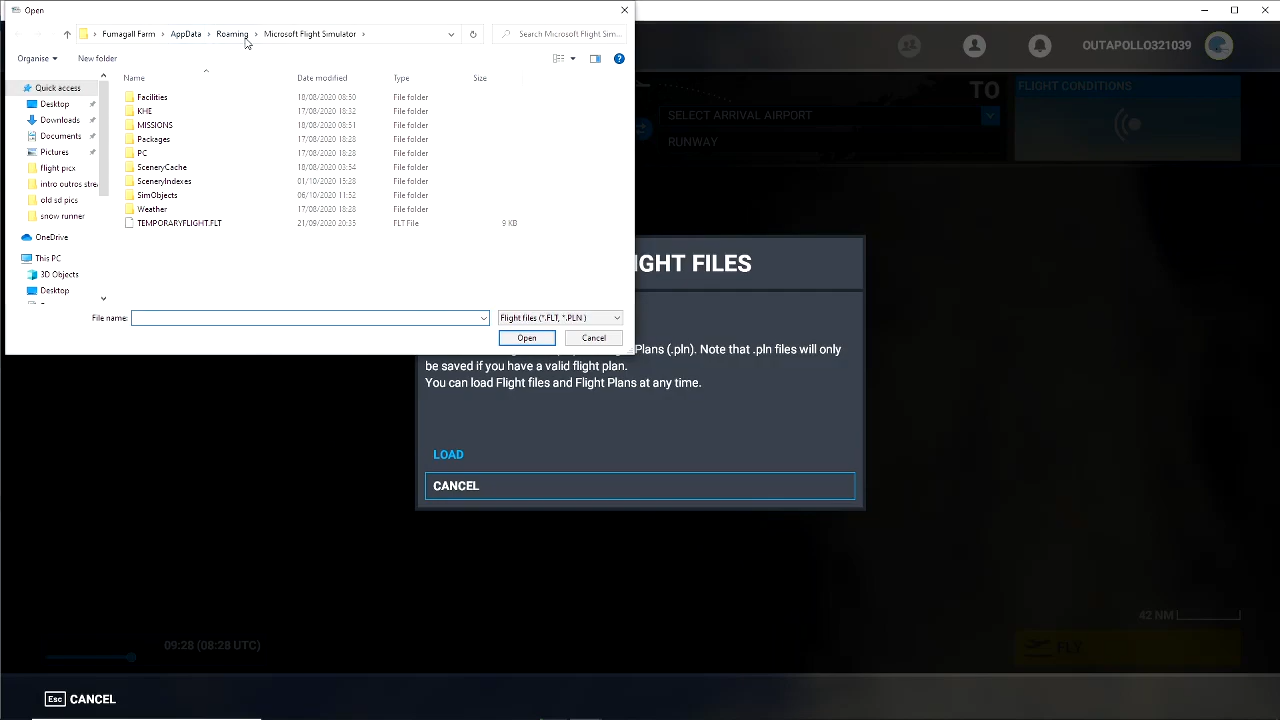 Open
Fumagall Farm > AppData > Roaming > Microsoft Flight Simulator >
Search Microsoft Flight Sim...
Organise
New folder
Name Date modified Type Size
Quick access
Desktop
Downloads
Documents
Pictures
flight picx
intro outros stre
old sd pics
snow runner
OneDrive
This PC
3D Objects
Desktop
Facilities 18/08/2020 08:50 File folder
KHE 17/08/2020 18:32 File folder
MISSIONS 18/08/2020 08:51 File folder
Packages 17/08/2020 18:28 File folder
PC 17/08/2020 18:28 File folder
SceneryCache 18/08/2020 03:54 File folder
SceneryIndexes 01/10/2020 15:28 File folder
SimObjects 06/10/2020 11:52 File folder
Weather 17/08/2020 18:28 File folder
TEMPORARYFLIGHT.FLT 21/09/2020 20:35 FLT File 9 KB
File name:
Flight files (*.FLT, *.PLN )
Open
Cancel
OUTAPOLLO321039
TO
SELECT ARRIVAL AIRPORT
RUNWAY
FLIGHT CONDITIONS
IGHT FILES
Plans (.pln). Note that .pln files will only
be saved if you have a valid flight plan.
You can load Flight files and Flight Plans at any time.
LOAD
CANCEL
42 NM
09:28 (08:28 UTC)
FLY
Esc CANCEL